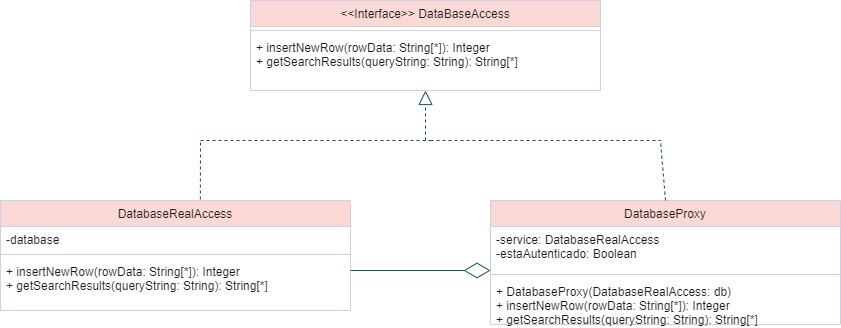 <<Interface>> DataBaseAccess
+ insertNewRow(rowData: String[*]): Integer
+ getSearchResults(queryString: String): String[*]
DatabaseRealAccess
-database
+ insertNewRow(rowData: String[*]): Integer
+ getSearchResults(queryString: String): String[*]
DatabaseProxy
-service: DatabaseRealAccess
-estaAutenticado: Boolean
+ DatabaseProxy(DatabaseRealAccess: db)
+ insertNewRow(rowData: String[*]): Integer
+ getSearchResults(queryString: String): String[*]